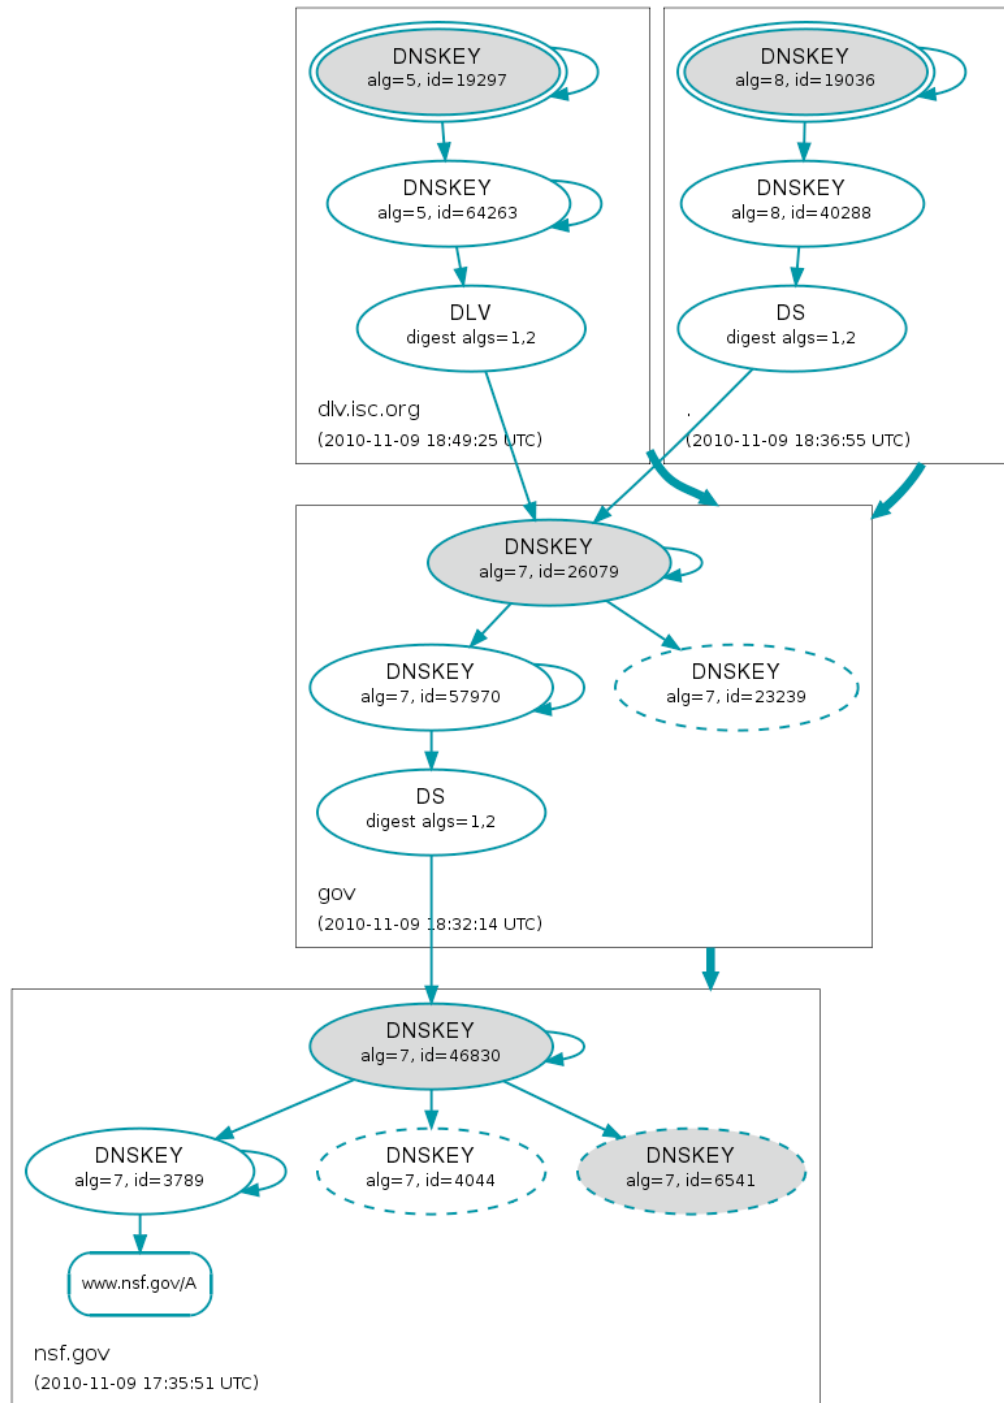 DNSKEY
alg=5, id=19297
DNSKEY
alg=5, id=64263
DLV
digest algs=1,2
dlv.isc.org
(2010-11-09 18:49:25 UTC)
DNSKEY
alg=8, id=19036
DNSKEY
alg=8, id=40288
DS
digest algs=1,2
.
(2010-11-09 18:36:55 UTC)
DNSKEY
alg=7, id=26079
DNSKEY
alg=7, id=57970
DNSKEY
alg=7, id=23239
DS
digest algs=1,2
gov
(2010-11-09 18:32:14 UTC)
DNSKEY
alg=7, id=46830
DNSKEY
alg=7, id=3789
DNSKEY
alg=7, id=4044
DNSKEY
alg=7, id=6541
www.nsf.gov/A
nsf.gov
(2010-11-09 17:35:51 UTC)